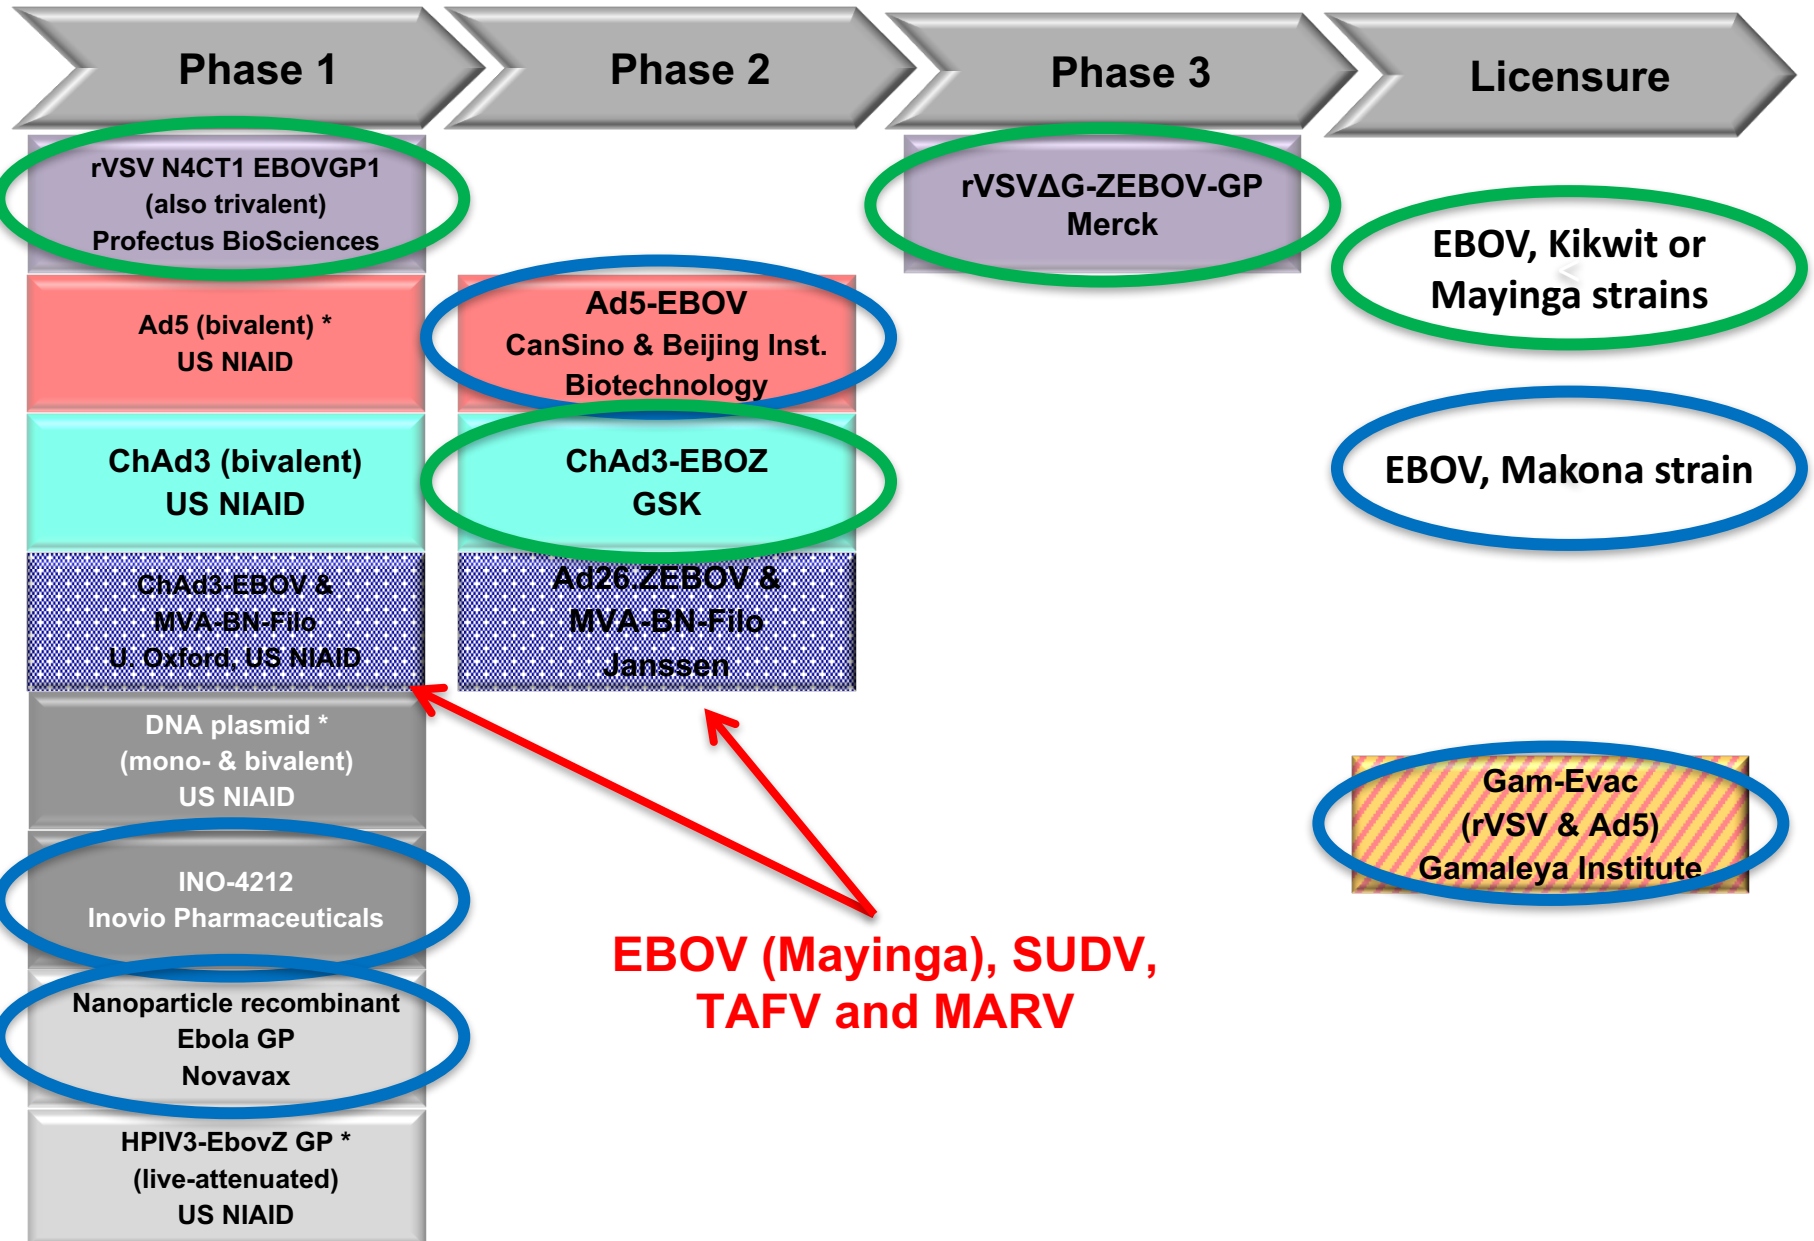 Phase 1
Phase 2
Phase 3
Licensure
rVSV N4CT1 EBOVGP1
(also trivalent)
Profectus BioSciences
Ad5 (bivalent) *
US NIAID
ChAd3 (bivalent)
US NIAID
ChAd3-EBOV &
MVA-BN-Filo
U. Oxford, US NIAID
DNA plasmid *
(mono- & bivalent)
US NIAID
INO-4212
Inovio Pharmaceuticals
Nanoparticle recombinant
Ebola GP
Novavax
HPIV3-EbovZ GP *
(live-attenuated)
US NIAID
Ad5-EBOV
CanSino & Beijing Inst.
Biotechnology
ChAd3-EBOZ
GSK
Ad26.ZEBOV &
MVA-BN-Filo
Janssen
EBOV (Mayinga), SUDV,
TAFV and MARV
rVSVΔG-ZEBOV-GP
Merck
EBOV, Kikwit or
Mayinga strains
EBOV, Makona strain
Gam-Evac
(rVSV & Ad5)
Gamaleya Institute